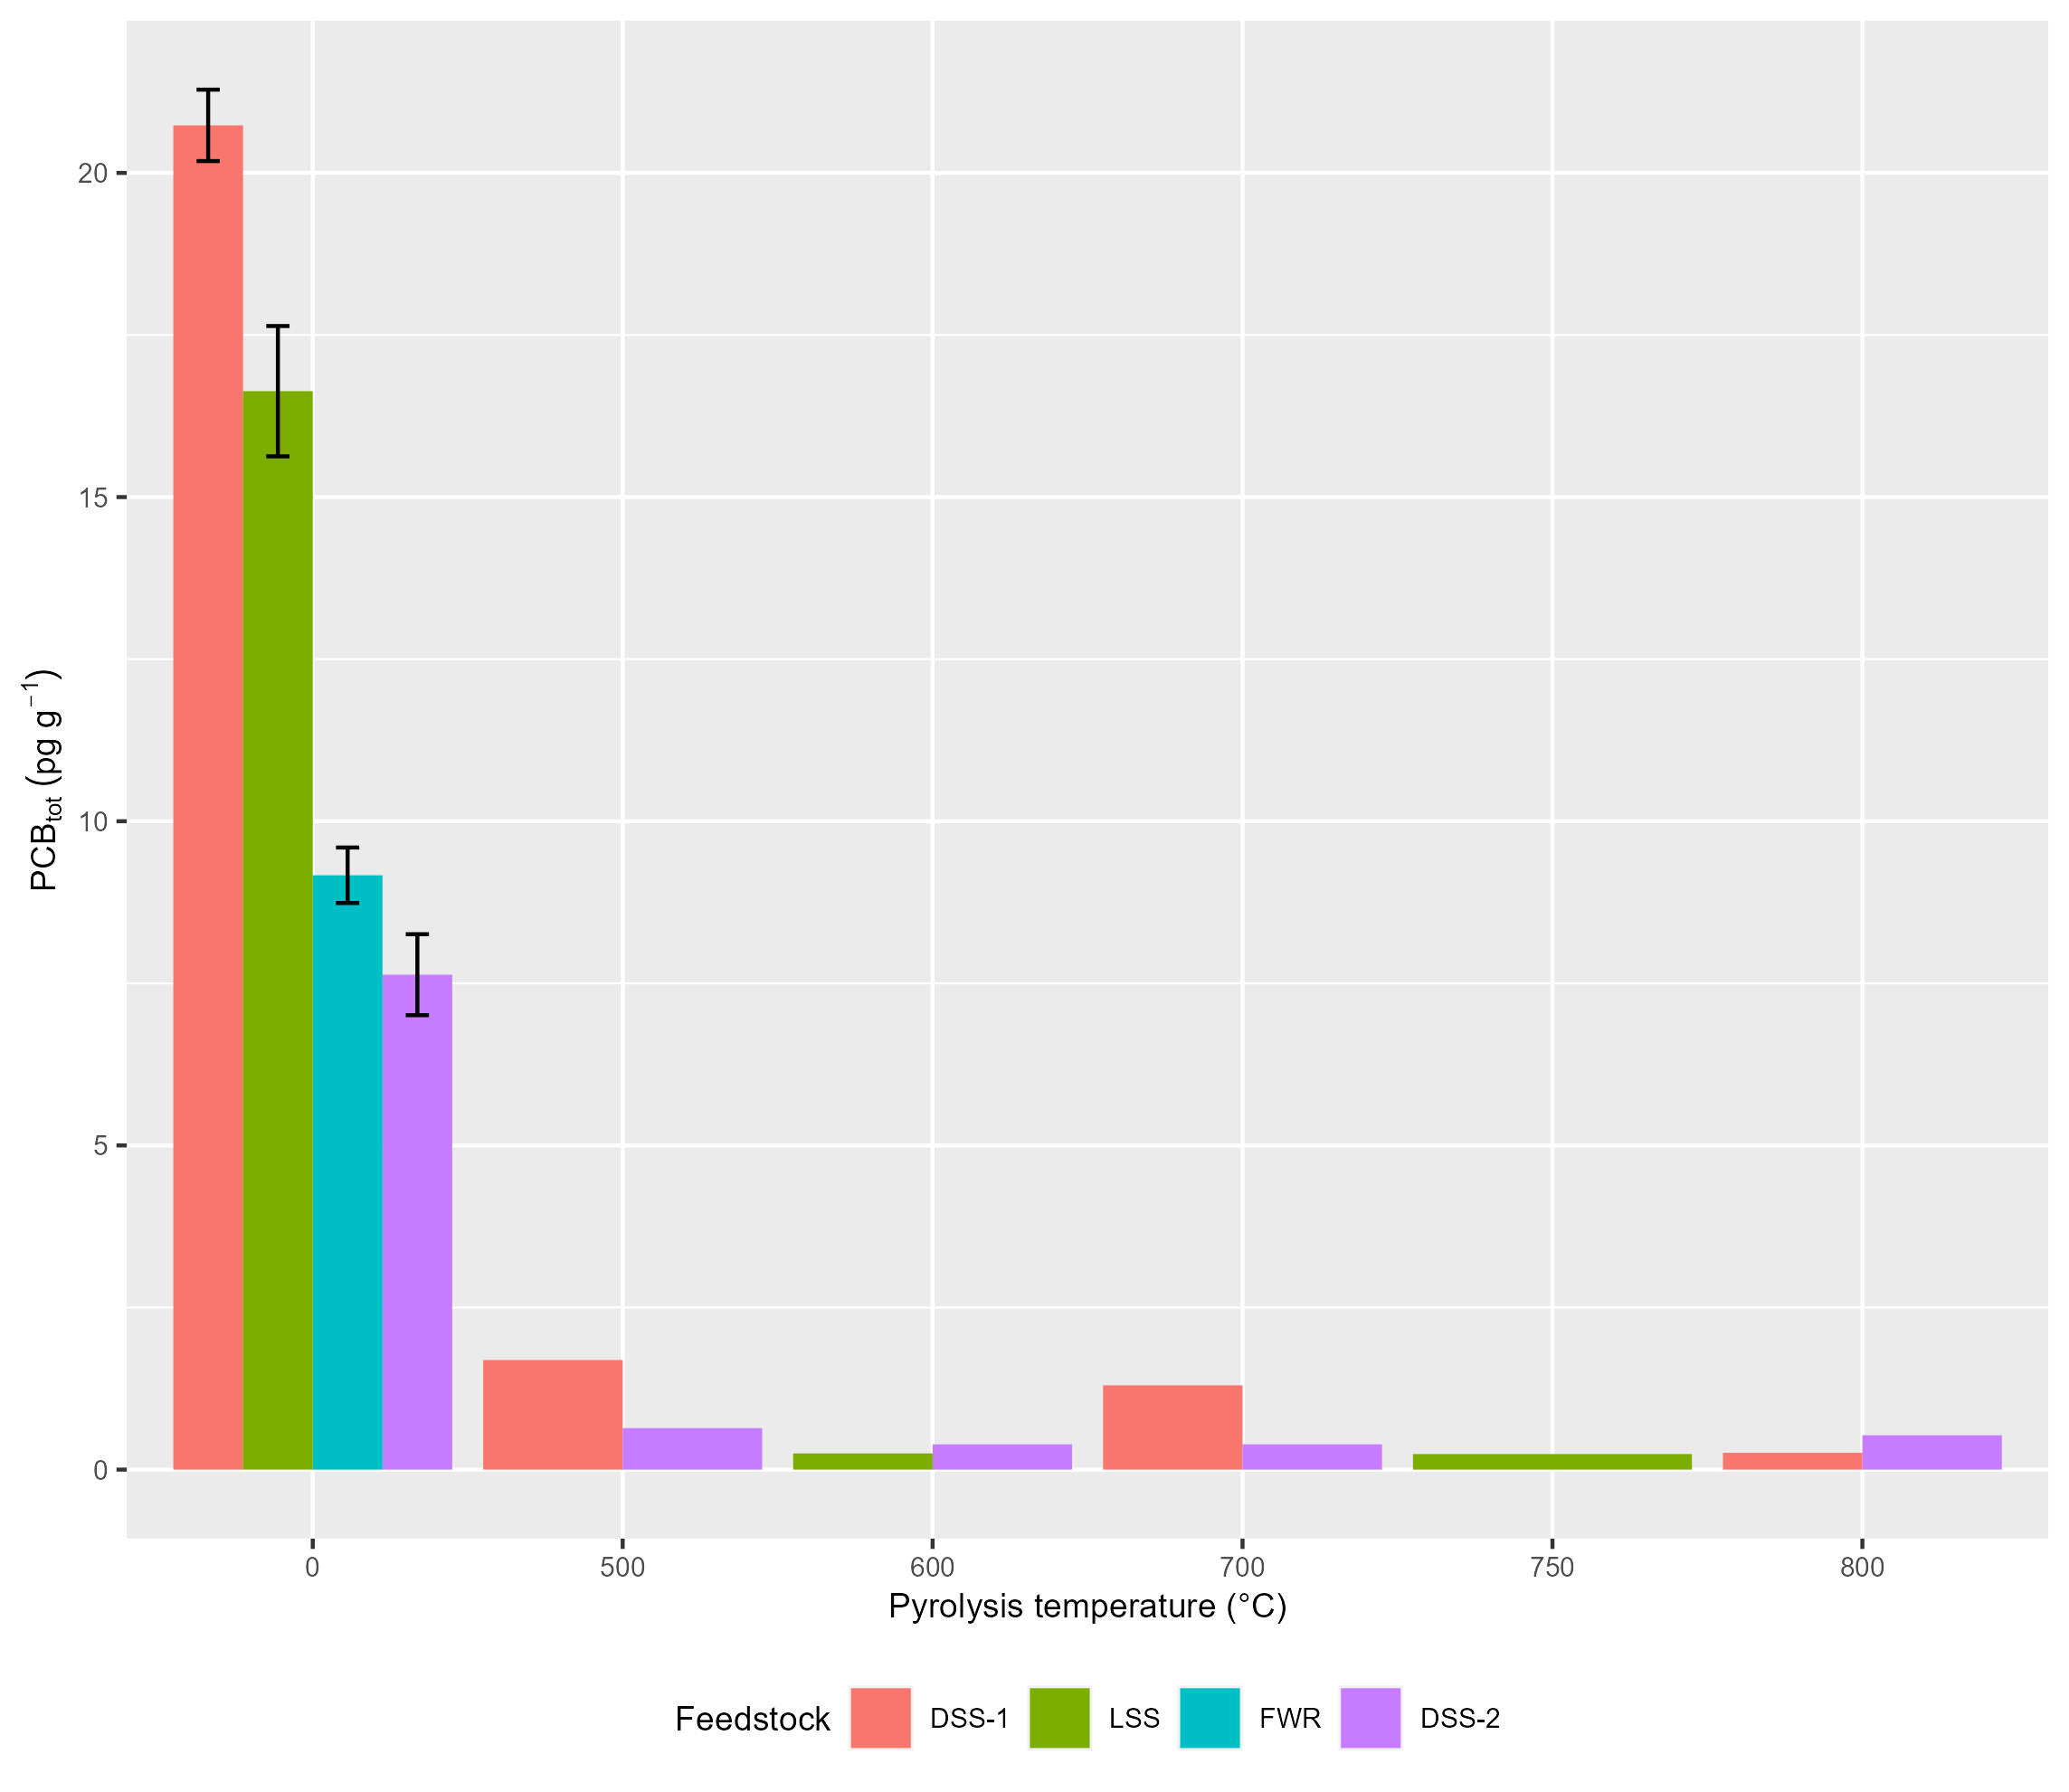 PCBtot (pg g⁻¹)
20
15
10
5
0
0 500 600 700 750 800
Pyrolysis temperature (°C)
Feedstock DSS-1 LSS FWR DSS-2